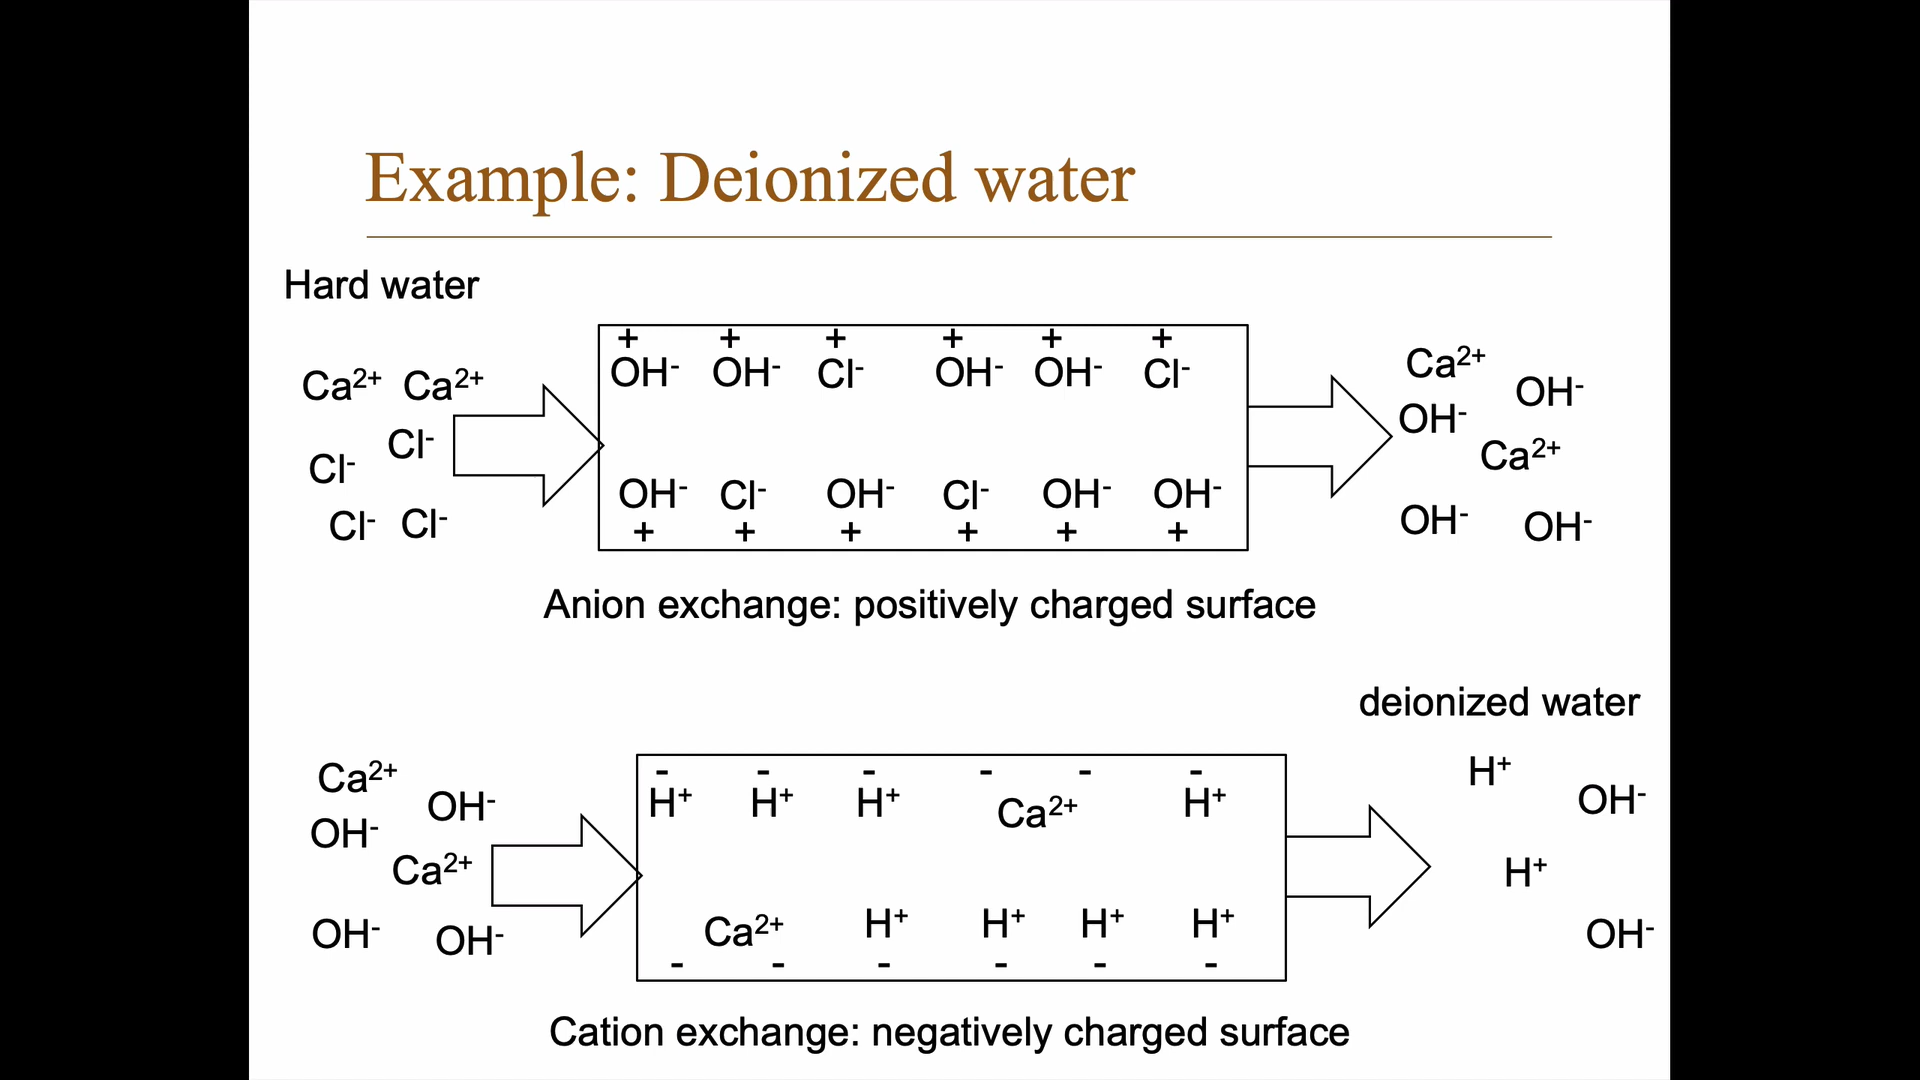 Example: Deionized water
Hard water
+ + + + + +
OH- OH- Cl- OH- OH- Cl-
Ca2+ Ca2+
Cl-
Cl-
Cl- Cl-
OH- Cl- OH- Cl- OH- OH-
+ + + + + +
Ca2+
OH-
OH-
Ca2+
OH- OH-
Anion exchange: positively charged surface
deionized water
Ca2+
OH-
OH-
Ca2+
OH- OH-
- - - - - -
H+ H+ H+ Ca2+ H+
Ca2+ H+ H+ H+ H+
- - - - - -
H+
OH-
H+
OH-
Cation exchange: negatively charged surface